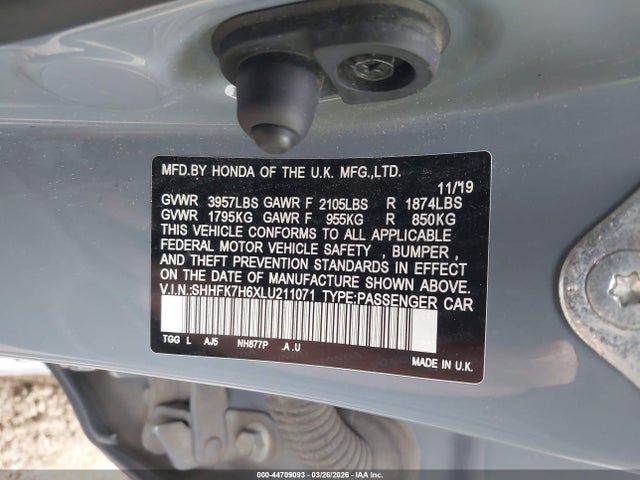 MFD.BY HONDA OF THE U.K. MFG.,LTD.
11/19
GVWR 3957LBS GAWR F 2105LBS R 1874LBS
GVWR 1795KG GAWR F 955KG R 850KG
THIS VEHICLE CONFORMS TO ALL APPLICABLE
FEDERAL MOTOR VEHICLE SAFETY , BUMPER ,
AND THEFT PREVENTION STANDARDS IN EFFECT
ON THE DATE OF MANUFACTURE SHOWN ABOVE.
V.I.N:SHHFK7H6XLU211071 TYPE:PASSENGER CAR
TGG L AJ5 NH877P .A .U
MADE IN U.K.
000-44709093 | 03/26/2026 | IAA Inc.